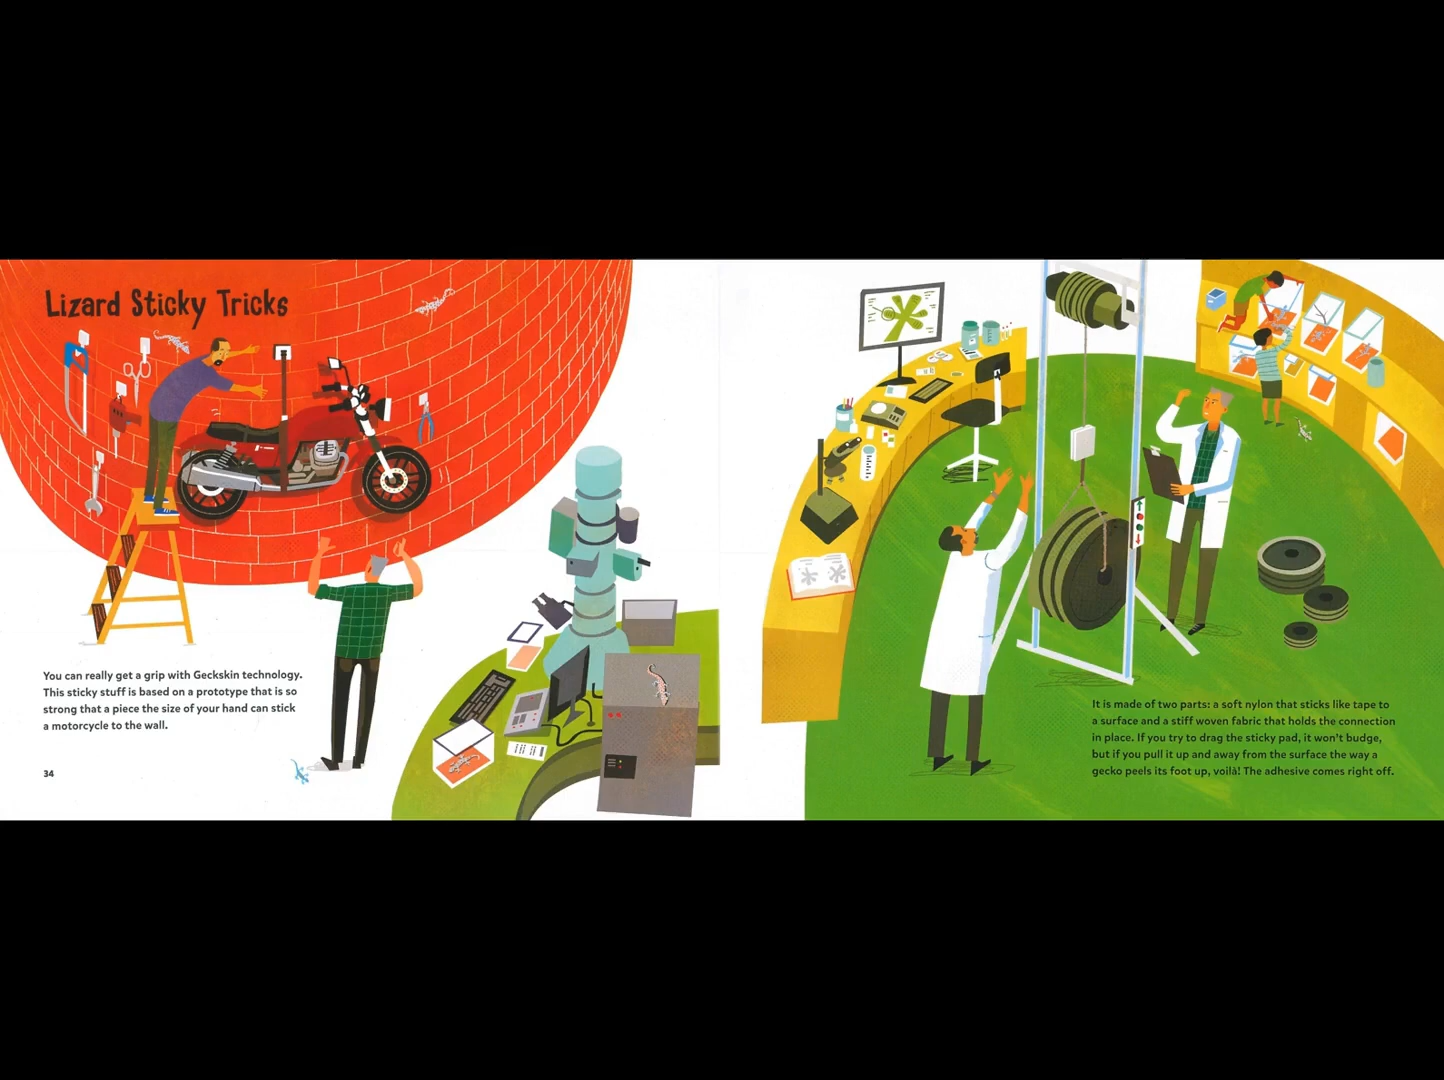 Lizard Sticky Tricks
You can really get a grip with Geckskin technology.
This sticky stuff is based on a prototype that is so
strong that a piece the size of your hand can stick
a motorcycle to the wall.
34
It is made of two parts: a soft nylon that sticks like tape to
a surface and a stiff woven fabric that holds the connection
in place. If you try to drag the sticky pad, it won't budge,
but if you pull it up and away from the surface the way a
gecko peels its foot up, voilà! The adhesive comes right off.